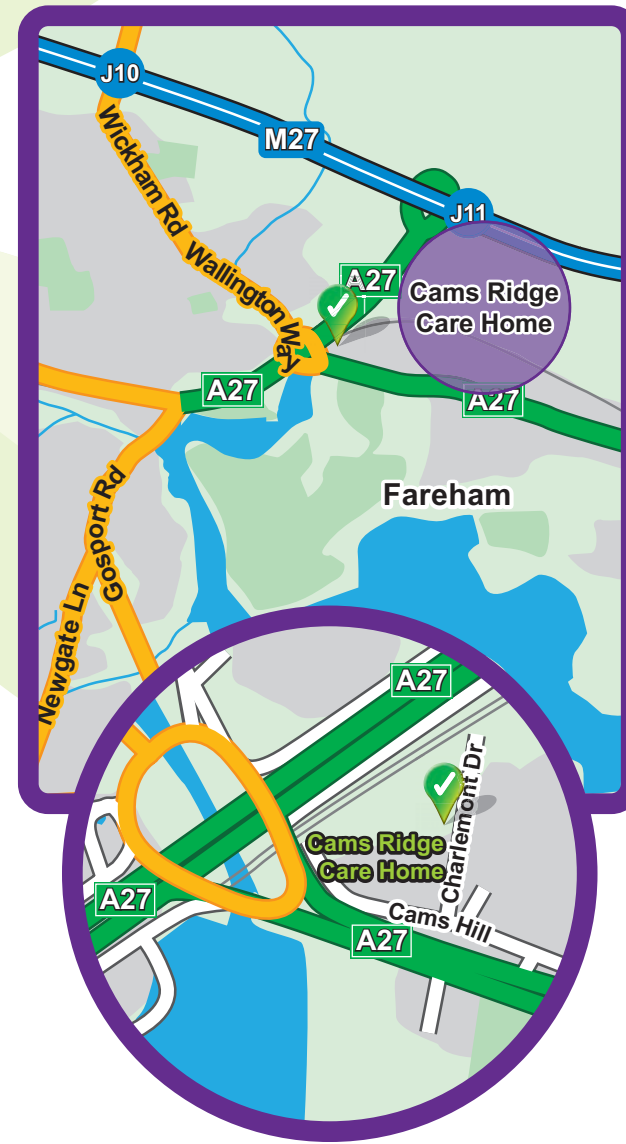 J10
M27
Wickham Rd
J11
Wallington Way
A27
Cams Ridge
Care Home
A27
A27
Fareham
Gosport Rd
Newgate Ln
A27
Charlemont Dr
Cams Ridge
Care Home
A27
Cams Hill
A27